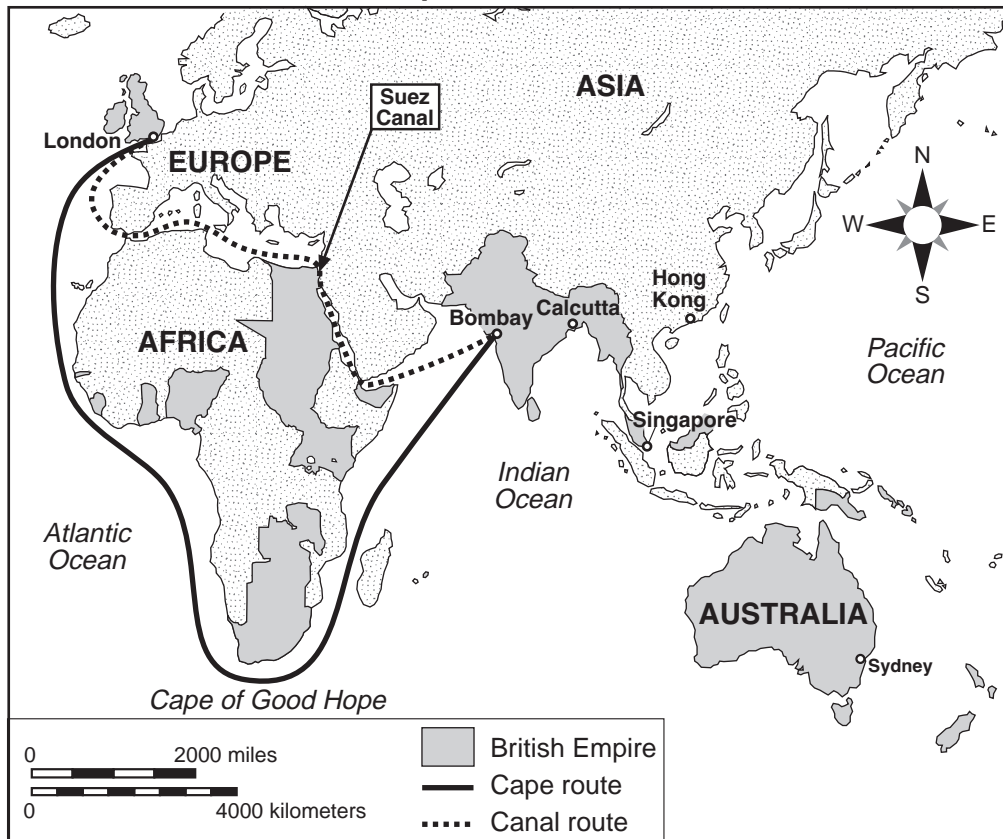 ASIA
Suez
Canal
London
EUROPE
N
W
E
S
Hong
Kong
Calcutta
Bombay
AFRICA
Pacific
Ocean
Singapore
Indian
Ocean
Atlantic
Ocean
AUSTRALIA
Sydney
Cape of Good Hope
0 2000 miles
0 4000 kilometers
British Empire
Cape route
Canal route